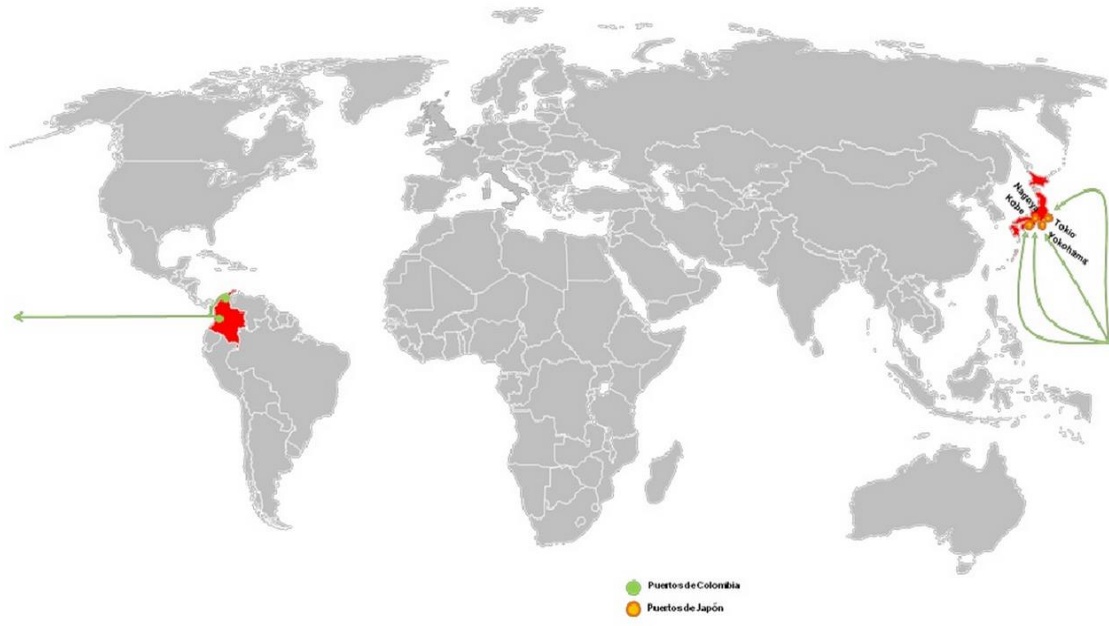 Nagoya
Kobe
Tokio
Yokohama
Puertos de Colombia
Puertos de Japón